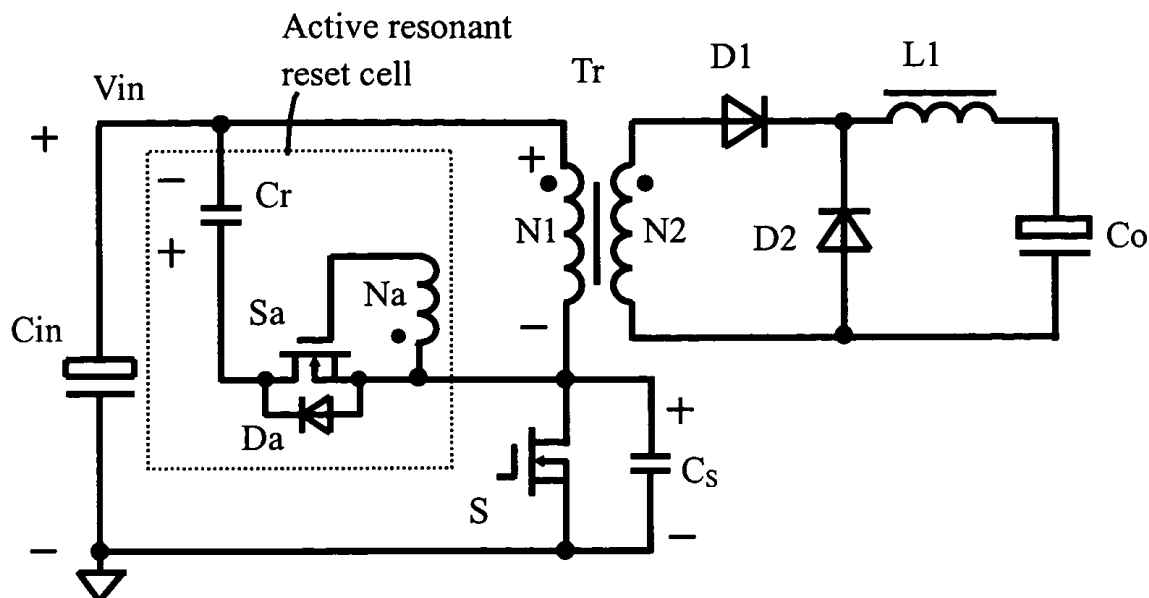 Active resonant
reset cell
Vin
Tr
D1
L1
+
−
Cr
+
+
N1
N2
D2
Co
Sa
Na
Cin
−
Da
+
S
Cs
−
−